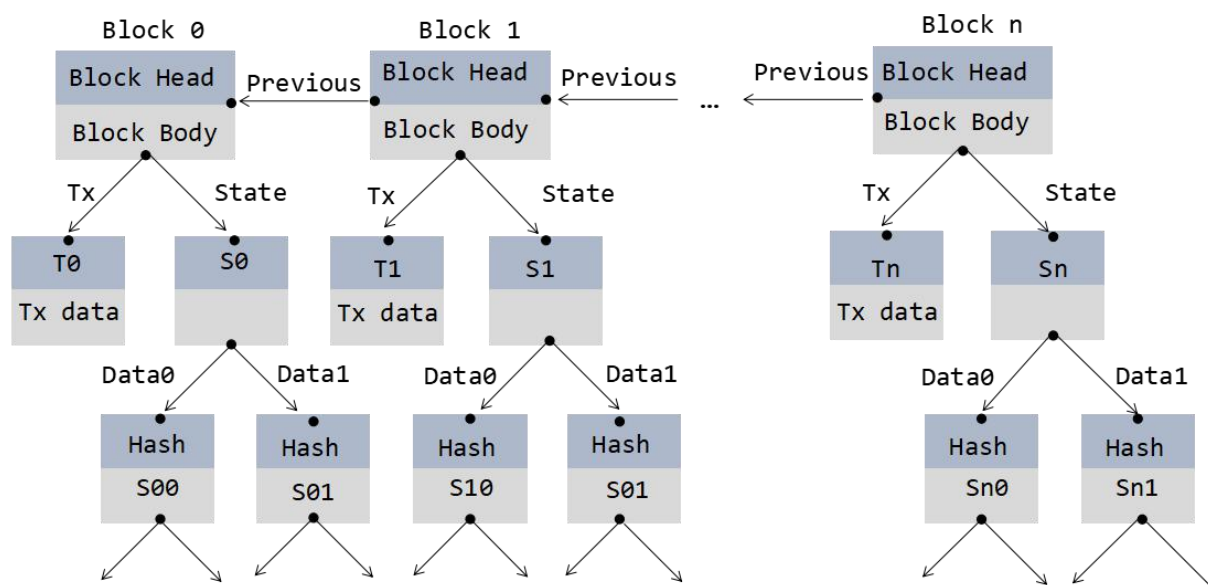 Block 0
Block 1
Block n
Block Head
Previous
Block Head
Previous
...
Previous
Block Head
Block Body
Block Body
Block Body
Tx
State
Tx
State
Tx
State
T0
S0
T1
S1
Tn
Sn
Tx data
Tx data
Tx data
Data0
Data1
Data0
Data1
Data0
Data1
Hash
Hash
Hash
Hash
Hash
Hash
S00
S01
S10
S01
Sn0
Sn1